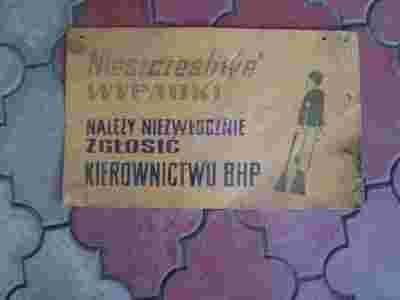 Nieszczęśliwe
WYPADKI
NALEŻY NIEZWŁOCZNIE
ZGŁOSIĆ
KIEROWNICTWU BHP